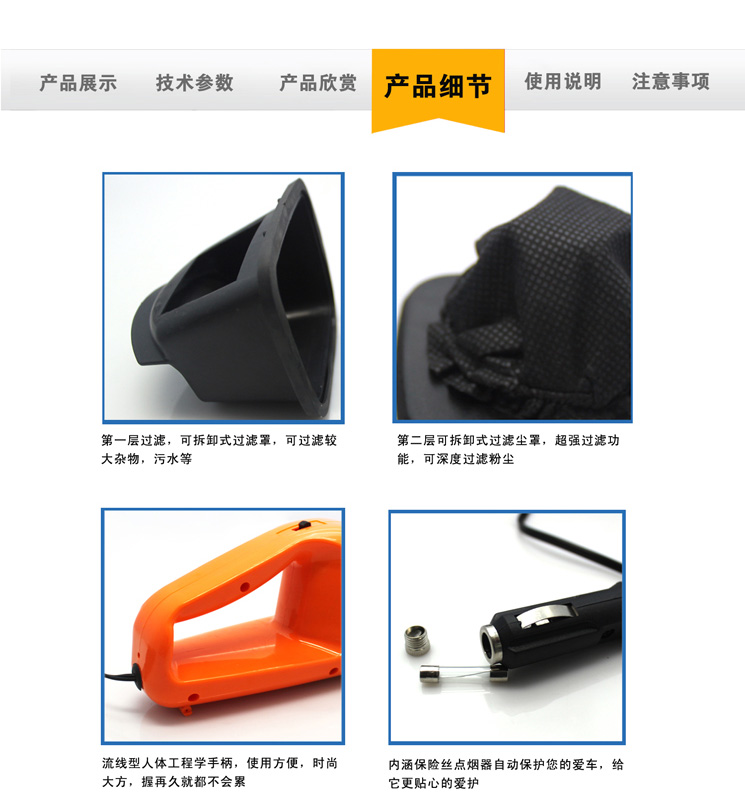 产品展示 技术参数 产品欣赏 产品细节 使用说明 注意事项
第一层过滤，可拆卸式过滤罩，可过滤较
大杂物，污水等
第二层可拆卸式过滤尘罩，超强过滤功
能，可深度过滤粉尘
流线型人体工程学手柄，使用方便，时尚
大方，握再久就都不会累
内涵保险丝点烟器自动保护您的爱车，给
它更贴心的爱护